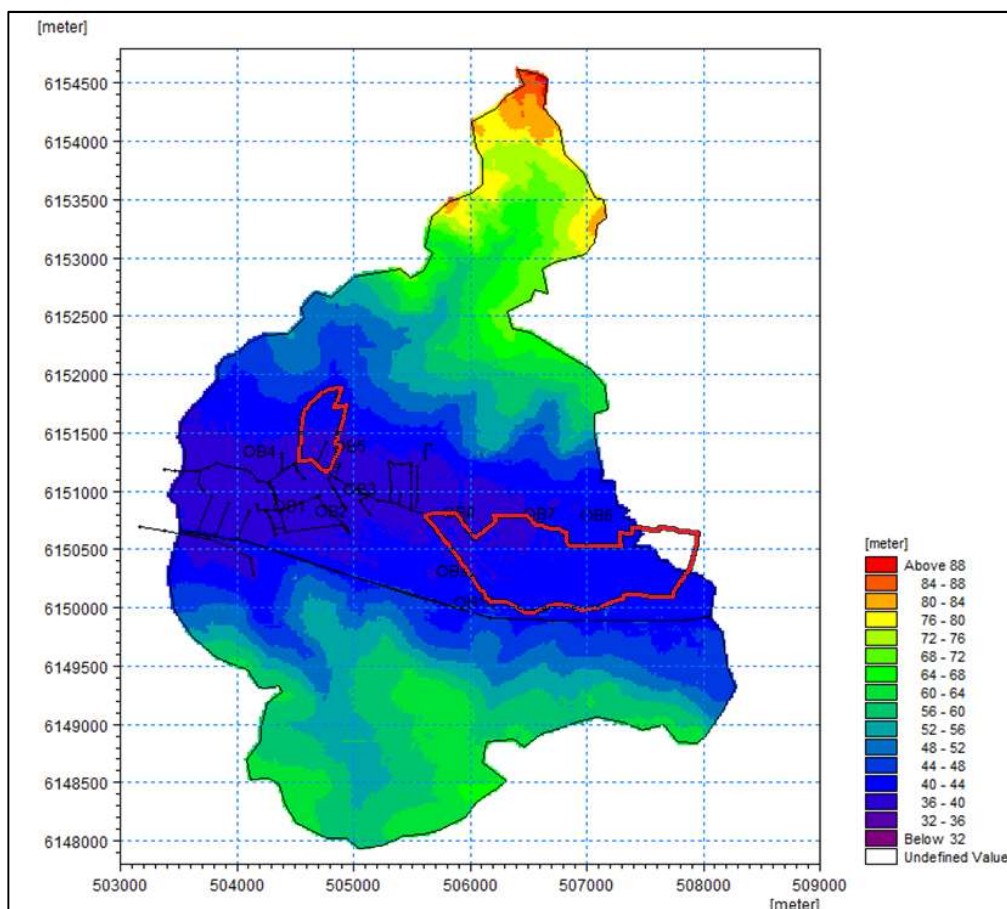 [meter]
6154500
6154000
6153500
6153000
6152500
6152000
6151500
OB4
OB5
6151000
OB3
OB1
OB2
OB7
6150500
6150000
6149500
6149000
6148500
6148000
503000 504000 505000 506000 507000 508000 509000
[meter]
[meter]
Above 88
84 - 88
80 - 84
76 - 80
72 - 76
68 - 72
64 - 68
60 - 64
56 - 60
52 - 56
48 - 52
44 - 48
40 - 44
36 - 40
32 - 36
Below 32
Undefined Value